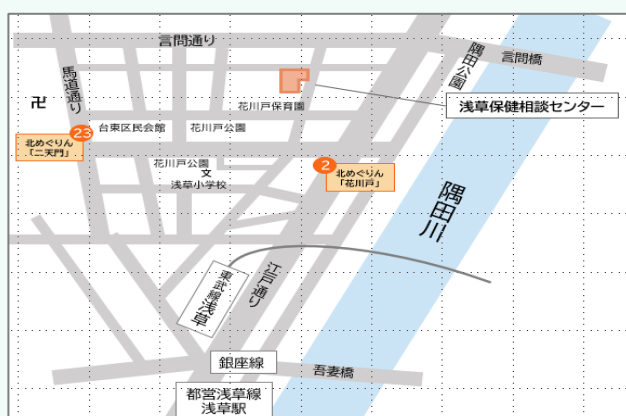 言問通り
言問橋
隅田公園
馬道通り
卍
花川戸保育園
浅草保健相談センター
台東区民会館
花川戸公園
23
北めぐりん
「二天門」
花川戸公園
文
浅草小学校
2
北めぐりん
「花川戸」
隅田川
江戸通り
東武線浅草
銀座線
吾妻橋
都営浅草線
浅草駅